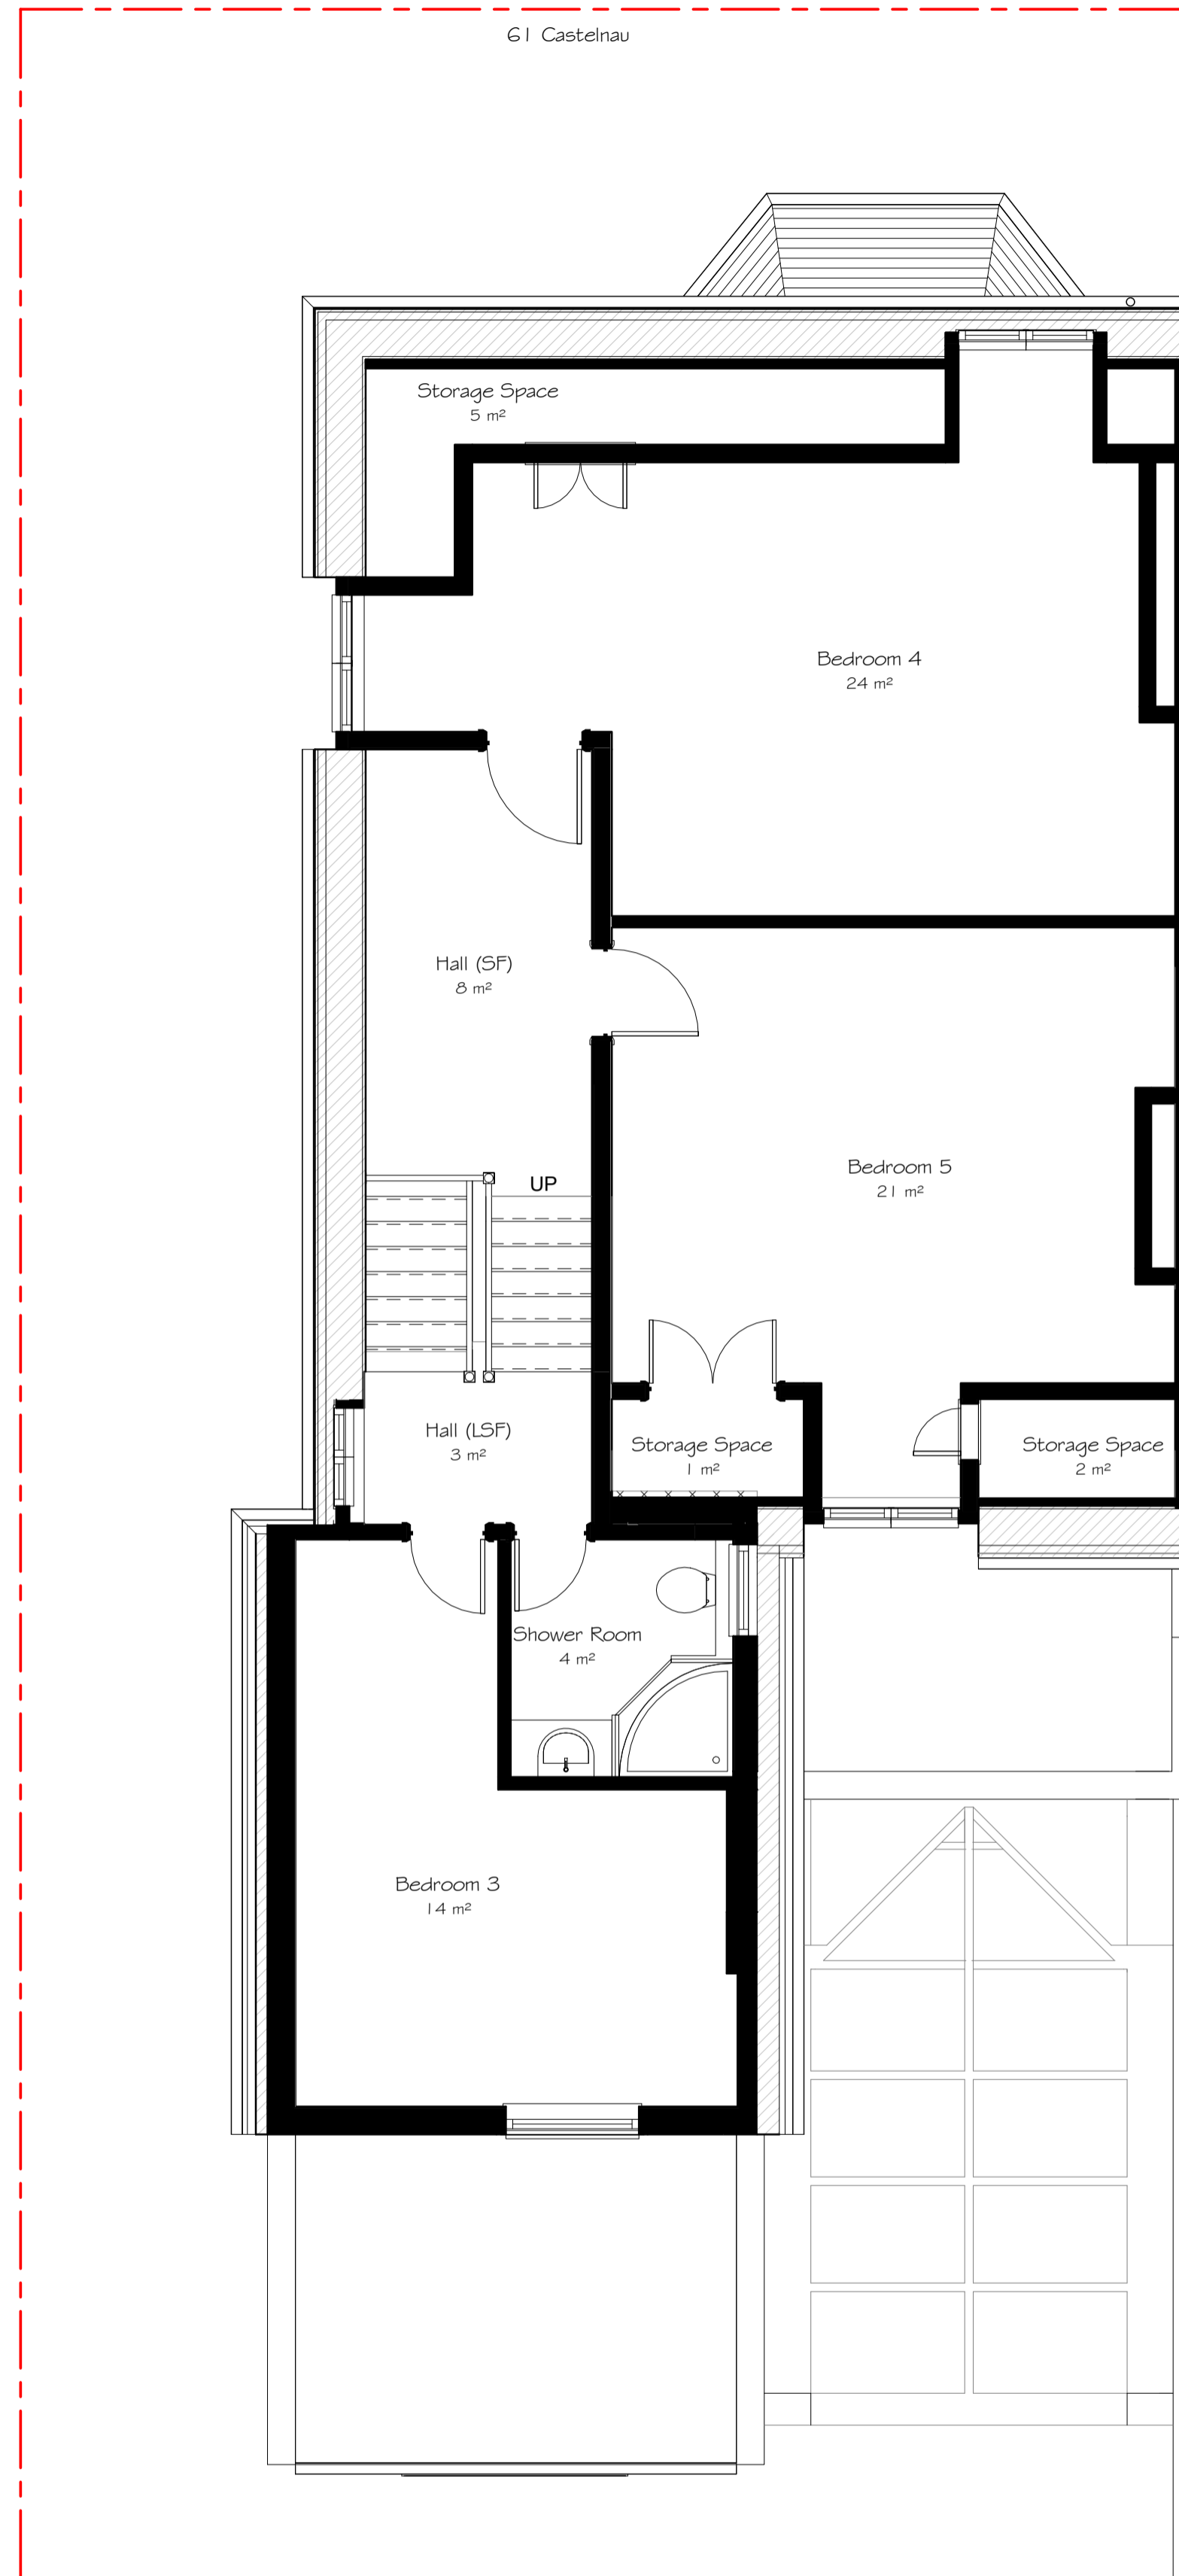 61 Castelnau
Storage Space
5 m²
Bedroom 4
24 m²
Hall (SF)
8 m²
Bedroom 5
21 m²
UP
Hall (LSF)
3 m²
Storage Space
1 m²
Storage Space
2 m²
Shower Room
4 m²
Bedroom 3
14 m²